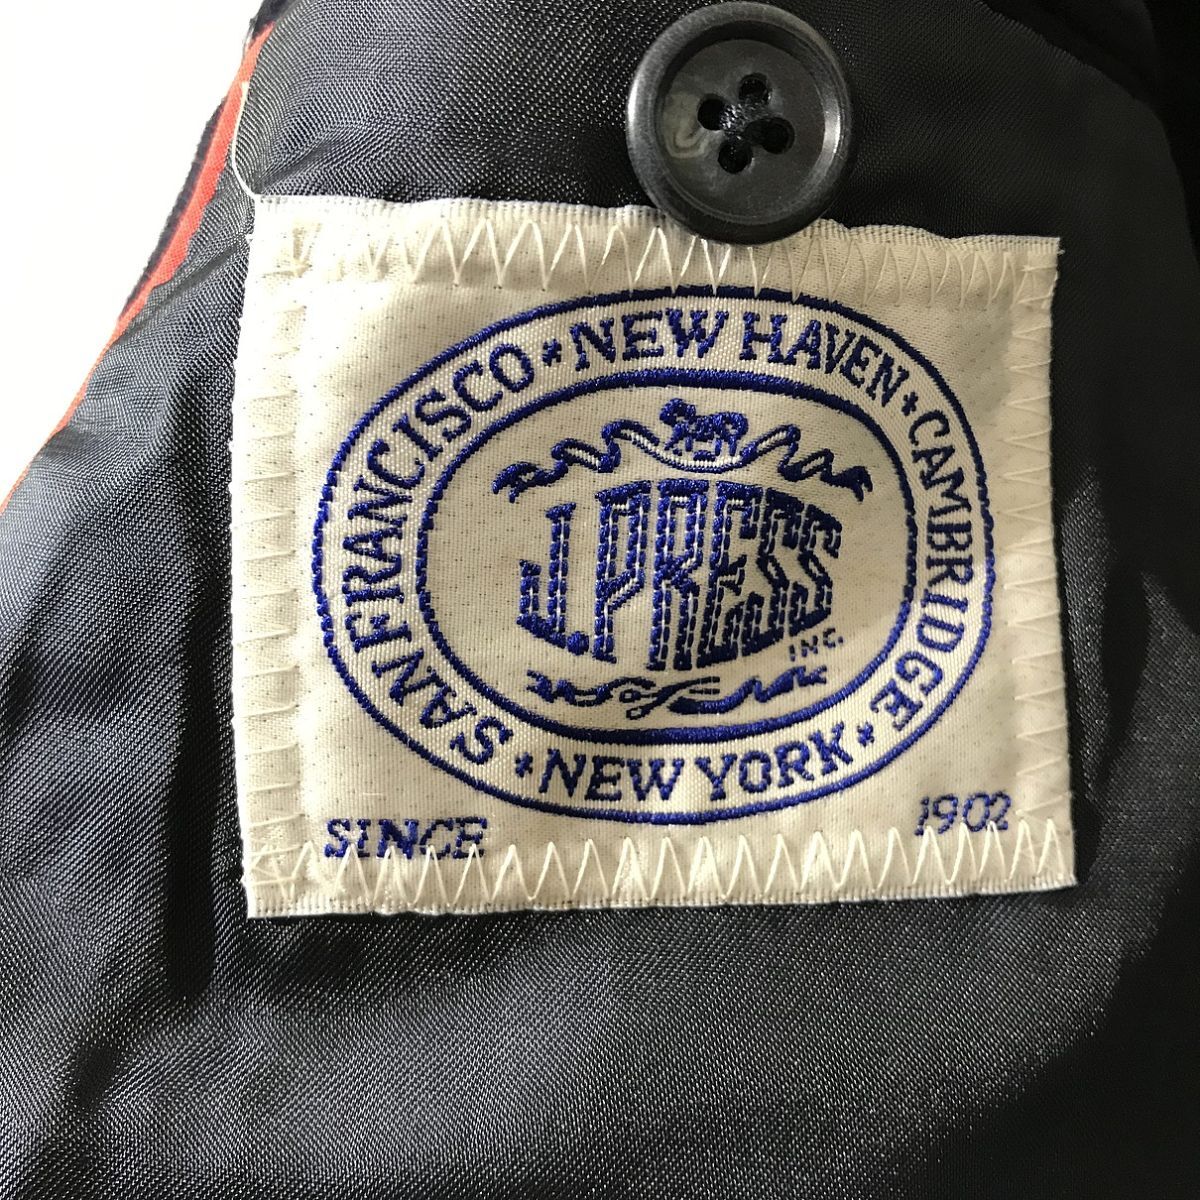 SAN FRANCISCO * NEW HAVEN * CAMBRIDGE * NEW YORK *
J. PRESS
INC.
SINCE 1902